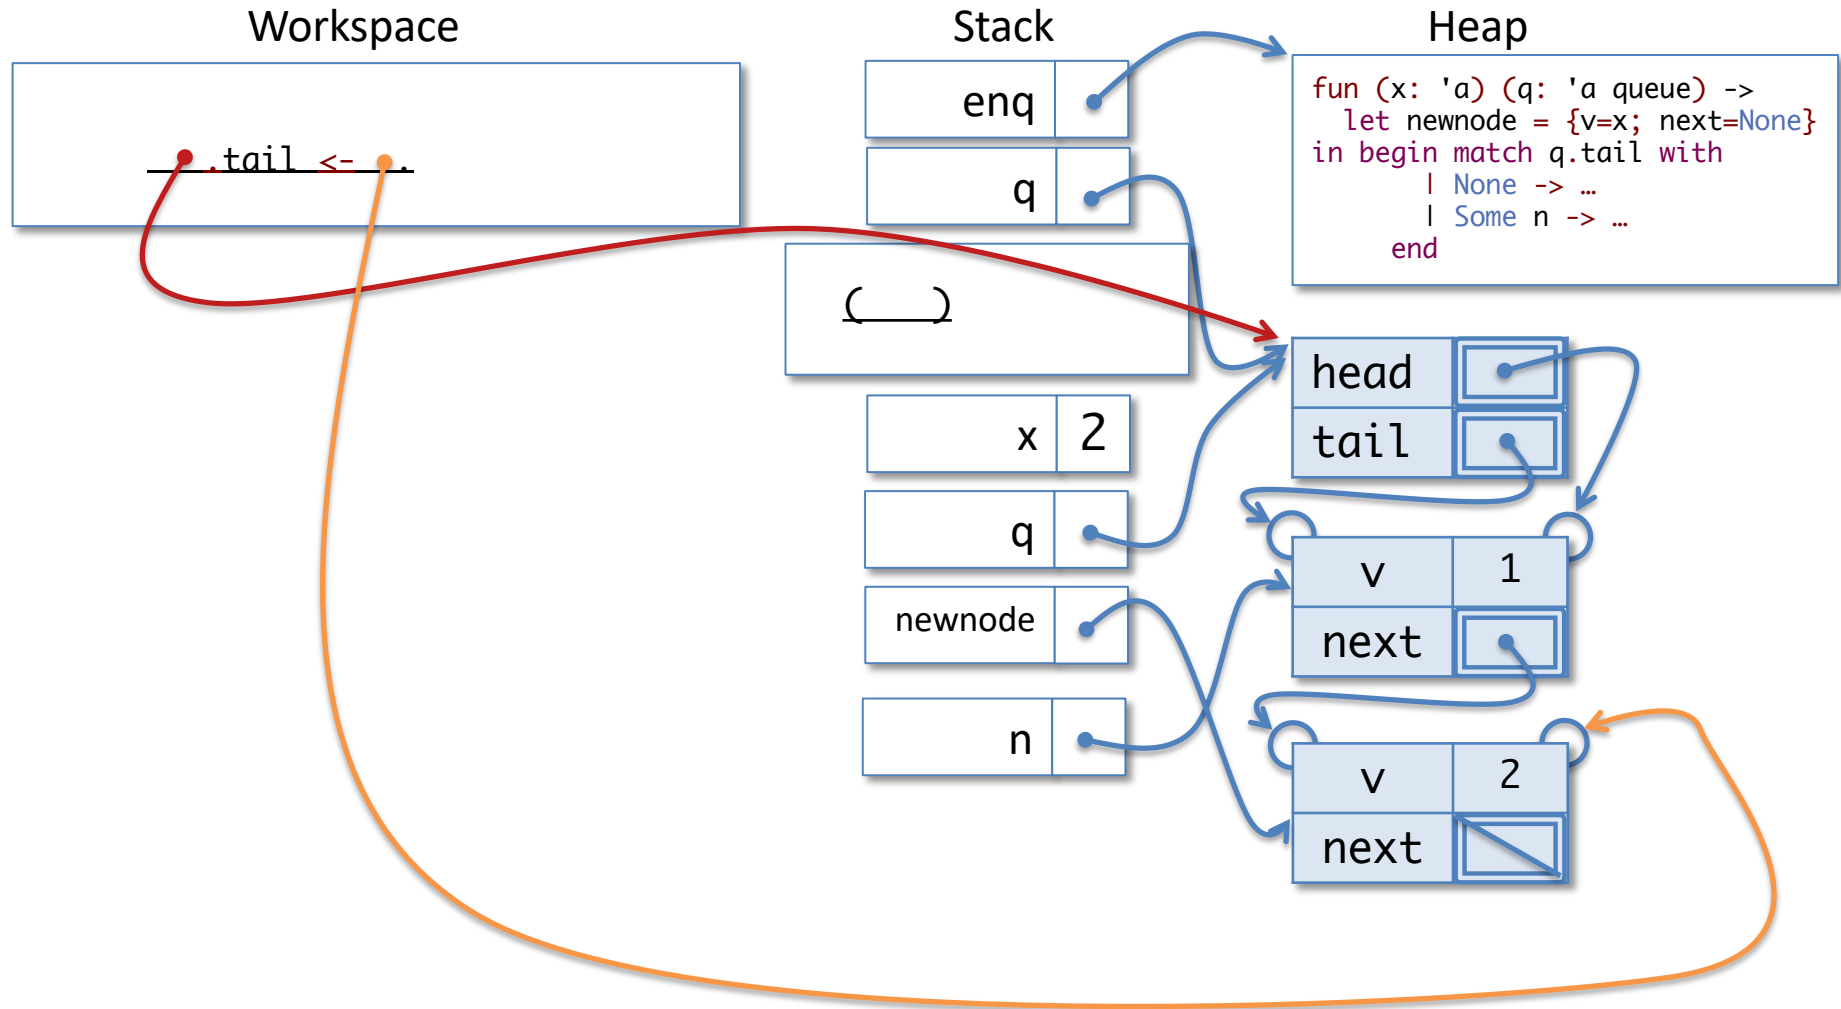 Workspace
Stack
Heap
.tail <- .
enq
q
(    )
x 2
q
newnode
n
fun (x: 'a) (q: 'a queue) ->
let newnode = {v=x; next=None}
in begin match q.tail with
| None -> …
| Some n -> …
end
head
tail
v 1
next
v 2
next